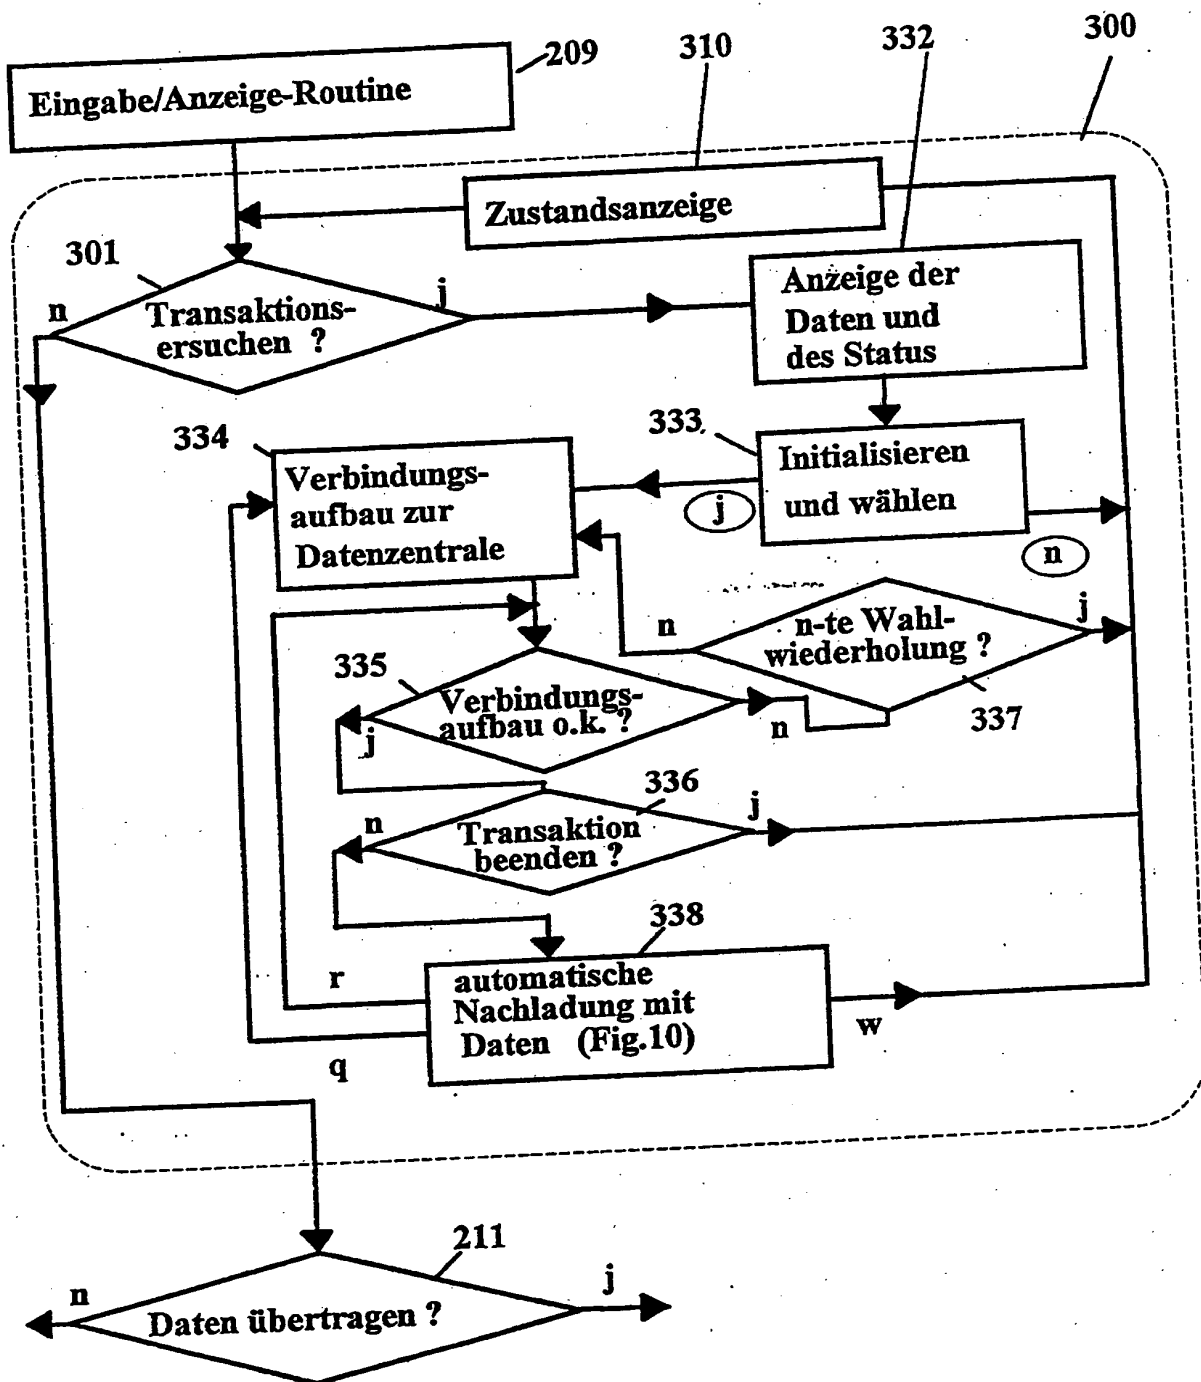 300
332
310
209
Eingabe/Anzeige-Routine
Zustandsanzeige
301
n
j
Transaktions-
ersuchen ?
Anzeige der
Daten und
des Status
334
333
Verbindungs-
aufbau zur
Datenzentrale
Initialisieren
und wählen
j
n
n
j
n-te Wahl-
wiederholung ?
337
335
Verbindungs-
aufbau o.k. ?
j
n
336
n
j
Transaktion
beenden ?
338
automatische
Nachladung mit
Daten (Fig.10)
r
q
w
211
n
j
Daten übertragen ?